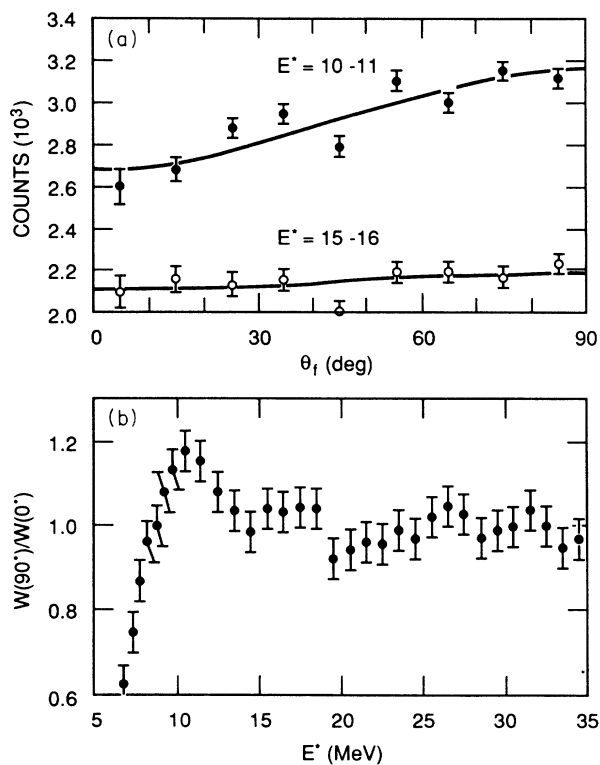 (a)
3.4
3.2
3.0
2.8
2.6
2.4
2.2
2.0
COUNTS (10³)
E* = 10 -11
E* = 15 -16
0
30
60
90
θf (deg)
(b)
1.2
1.0
0.8
0.6
W(90°)/W(0°)
5
10
15
20
25
30
35
E* (MeV)